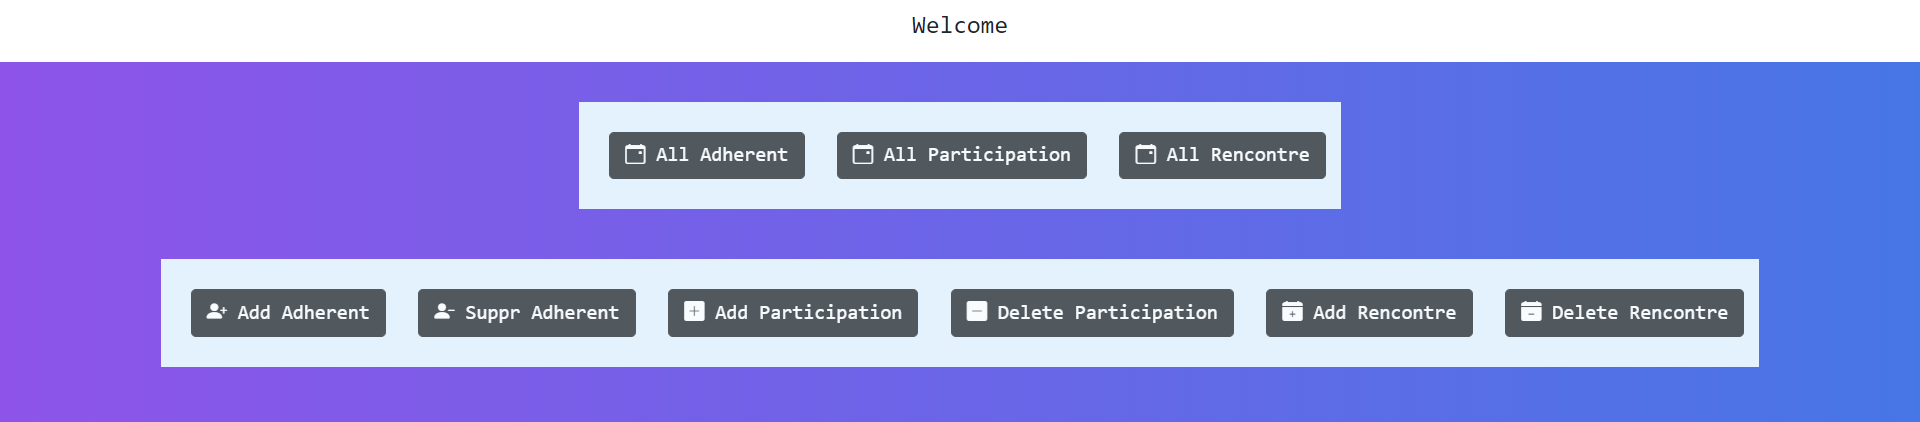 Welcome
All Adherent All Participation All Rencontre
Add Adherent Suppr Adherent Add Participation Delete Participation Add Rencontre Delete Rencontre